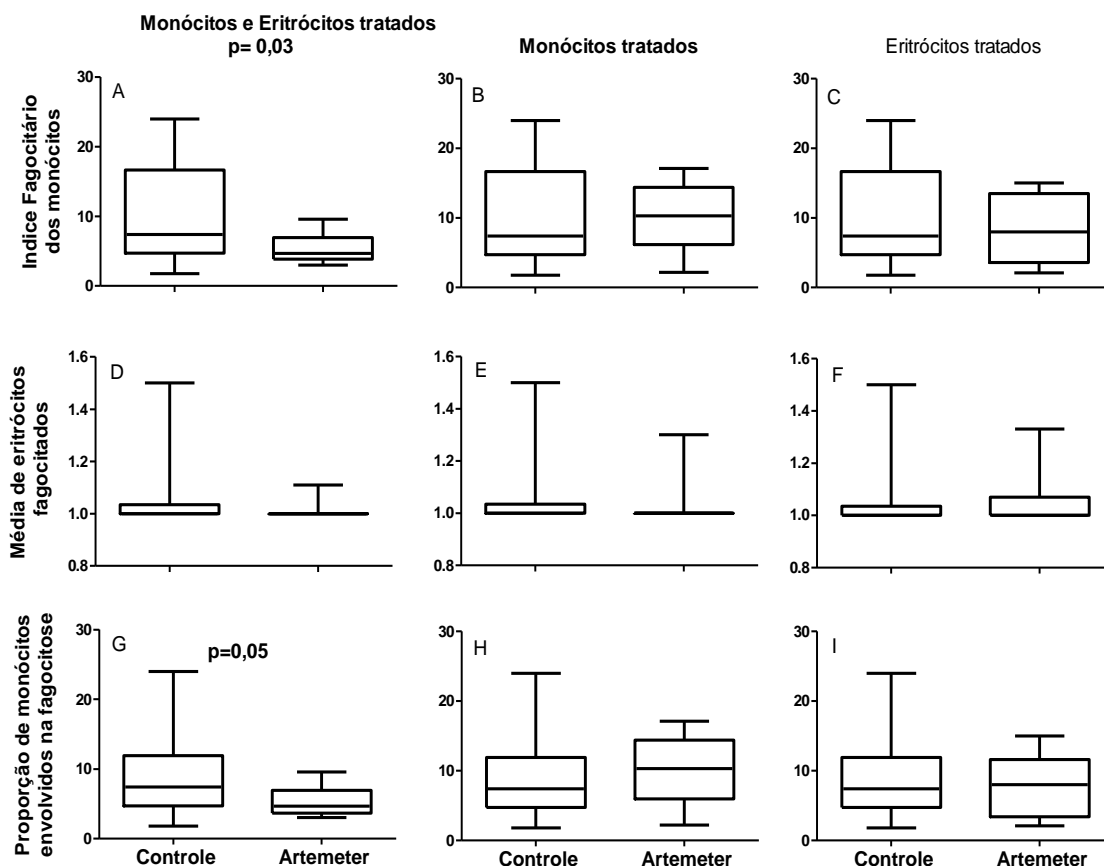 Monócitos e Eritrócitos tratados
p= 0,03
Monócitos tratados
Eritrócitos tratados
Indice Fagocitário
dos monócitos
A
30
20
10
0
B
30
20
10
0
C
30
20
10
0
Média de eritrócitos
fagocitados
D
1.6
1.4
1.2
1.0
0.8
E
1.6
1.4
1.2
1.0
0.8
F
1.6
1.4
1.2
1.0
0.8
Proporção de monócitos
envolvidos na fagocitose
G
p=0,05
30
20
10
0
Controle
Artemeter
H
30
20
10
0
Controle
Artemeter
I
30
20
10
0
Controle
Artemeter